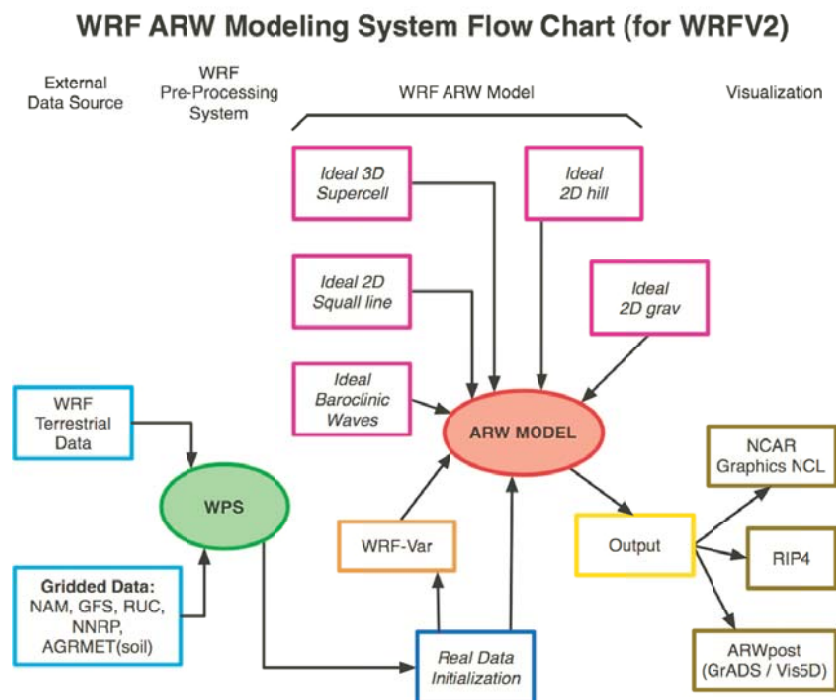 WRF ARW Modeling System Flow Chart (for WRFV2)
External
Data Source
WRF
Pre-Processing
System
WRF ARW Model
Visualization
Ideal 3D
Supercell
Ideal
2D hill
Ideal 2D
Squall line
Ideal
2D grav
Ideal
Baroclinic
Waves
ARW MODEL
WRF
Terrestrial
Data
WPS
Gridded Data:
NAM, GFS, RUC,
NNRP,
AGRMET(soil)
WRF-Var
Real Data
Initialization
Output
NCAR
Graphics NCL
RIP4
ARWpost
(GrADS / Vis5D)